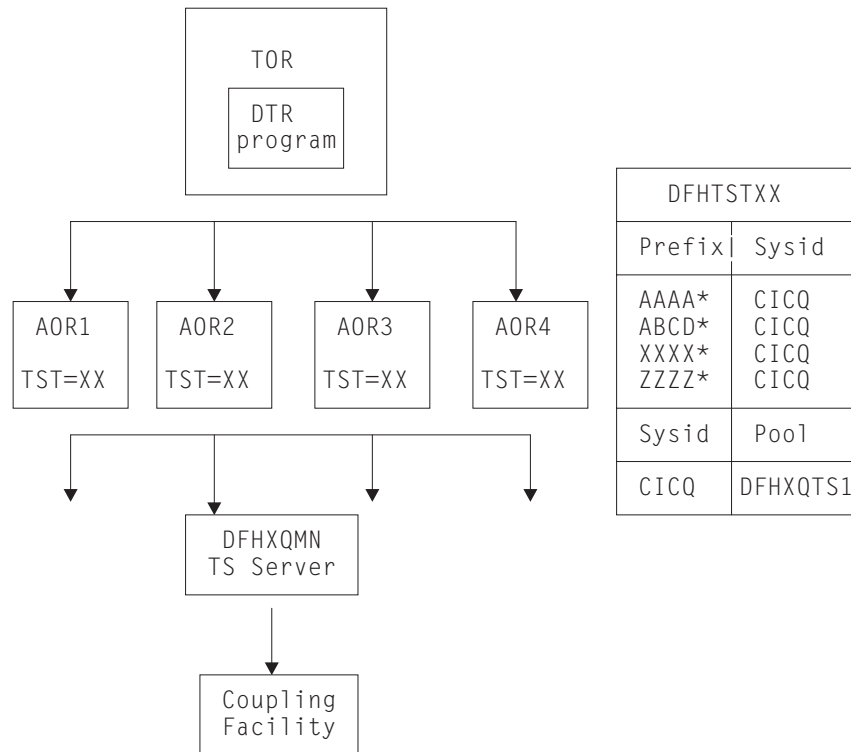 TOR
DTR
program
DFHTSTXX
Prefix| Sysid
AAAA* CICQ
ABCD* CICQ
XXXX* CICQ
ZZZZ* CICQ
Sysid Pool
CICQ DFHXQTS1
AOR1 AOR2 AOR3 AOR4
TST=XX TST=XX TST=XX TST=XX
DFHXQMN
TS Server
Coupling
Facility